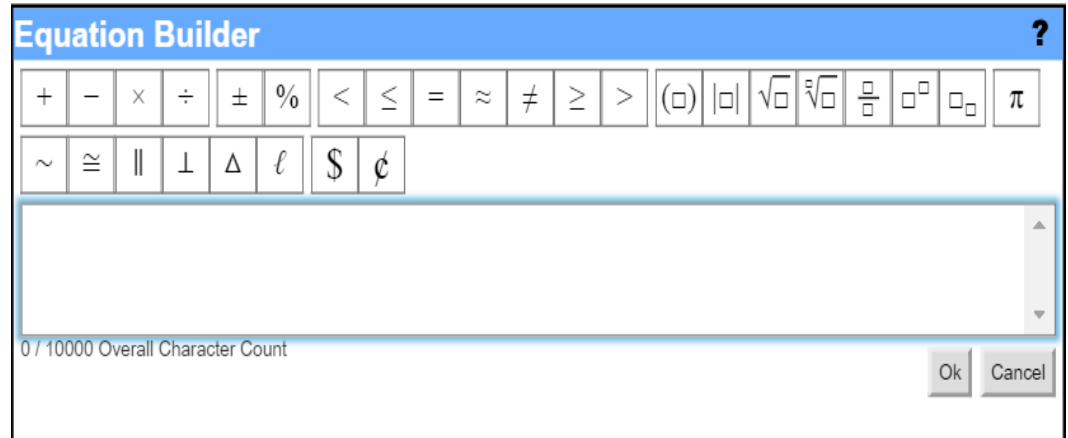 Equation Builder ?
+ − × ÷ ± % < ≤ = ≈ ≠ ≥ > (□) |□| √□ ∛□ □/□ □^□ □_□ π
~ ≅ ∥ ⊥ Δ ℓ $ ¢
0 / 10000 Overall Character Count
Ok Cancel